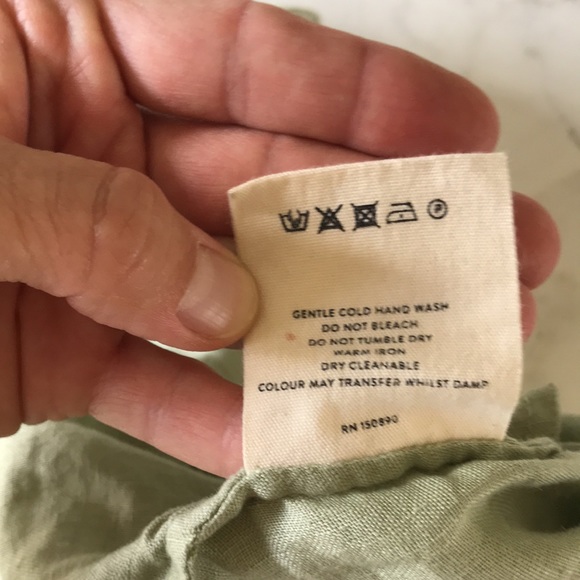 GENTLE COLD HAND WASH
DO NOT BLEACH
DO NOT TUMBLE DRY
WARM IRON
DRY CLEANABLE
COLOUR MAY TRANSFER WHILST DAMP
RN 150890